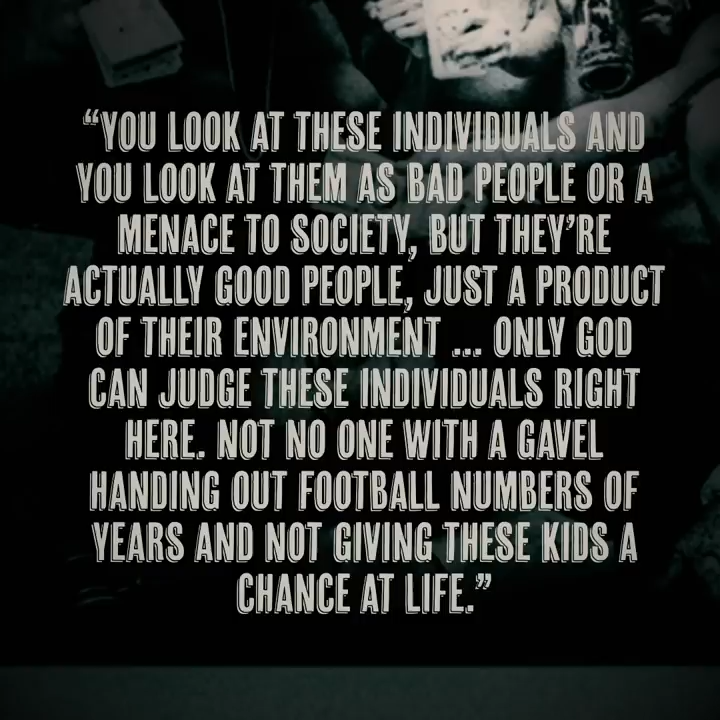 “YOU LOOK AT THESE INDIVIDUALS AND
YOU LOOK AT THEM AS BAD PEOPLE OR A
MENACE TO SOCIETY, BUT THEY’RE
ACTUALLY GOOD PEOPLE, JUST A PRODUCT
OF THEIR ENVIRONMENT ... ONLY GOD
CAN JUDGE THESE INDIVIDUALS RIGHT
HERE. NOT NO ONE WITH A GAVEL
HANDING OUT FOOTBALL NUMBERS OF
YEARS AND NOT GIVING THESE KIDS A
CHANCE AT LIFE.”